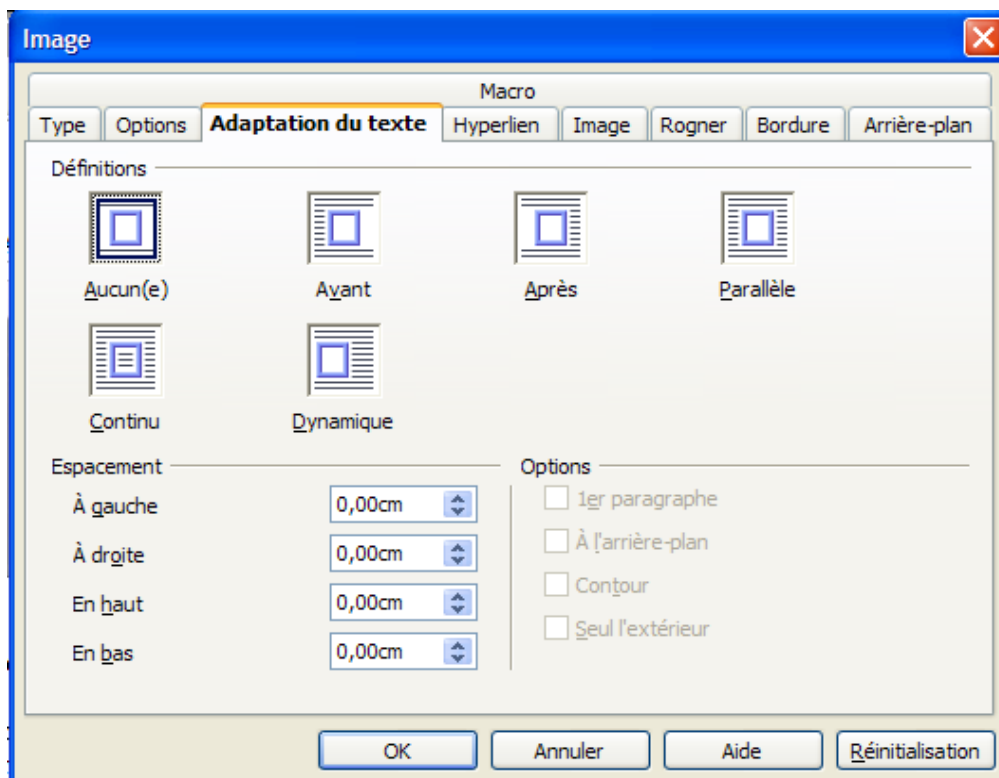 Image
Macro
Type Options Adaptation du texte Hyperlien Image Rogner Bordure Arrière-plan
Définitions
Aucun(e) Avant Après Parallèle
Continu Dynamique
Espacement Options
À gauche 0,00cm 1er paragraphe
À droite 0,00cm À l'arrière-plan
En haut 0,00cm Contour
En bas 0,00cm Seul l'extérieur
OK Annuler Aide Réinitialisation